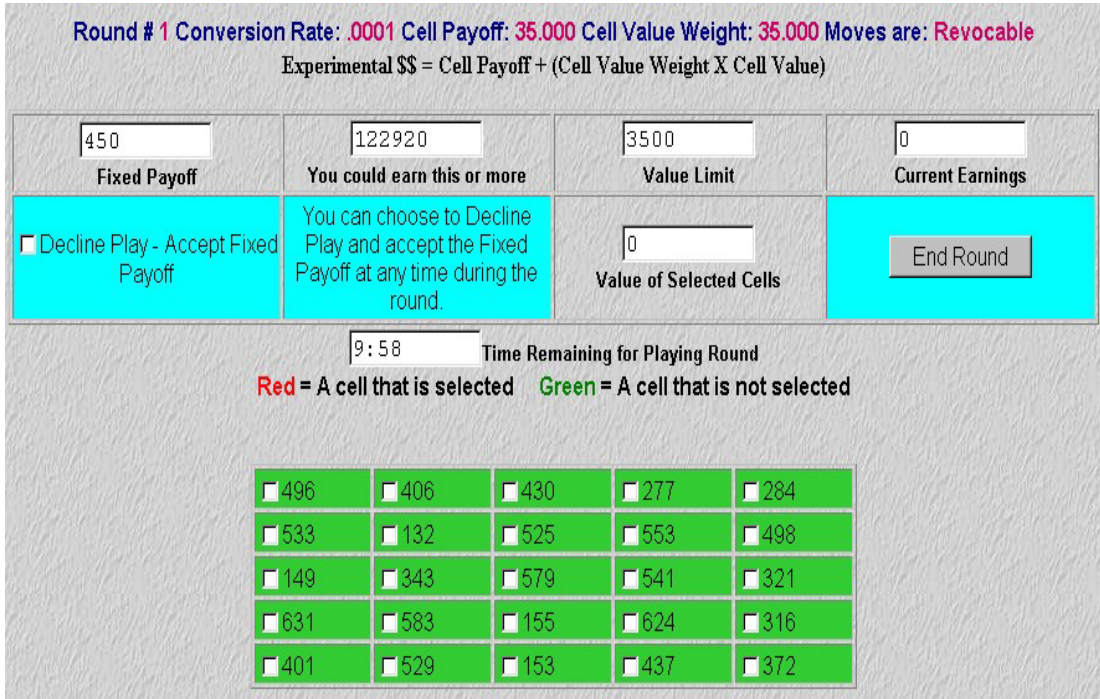 Round # 1 Conversion Rate: .0001 Cell Payoff: 35.000 Cell Value Weight: 35.000 Moves are: Revocable
Experimental $$ = Cell Payoff + (Cell Value Weight X Cell Value)
450
Fixed Payoff
122920
You could earn this or more
3500
Value Limit
0
Current Earnings
Decline Play - Accept Fixed
Payoff
You can choose to Decline
Play and accept the Fixed
Payoff at any time during the
round.
0
Value of Selected Cells
End Round
9:58 Time Remaining for Playing Round
Red = A cell that is selected Green = A cell that is not selected
496 406 430 277 284
533 132 525 553 498
149 343 579 541 321
631 583 155 624 316
401 529 153 437 372